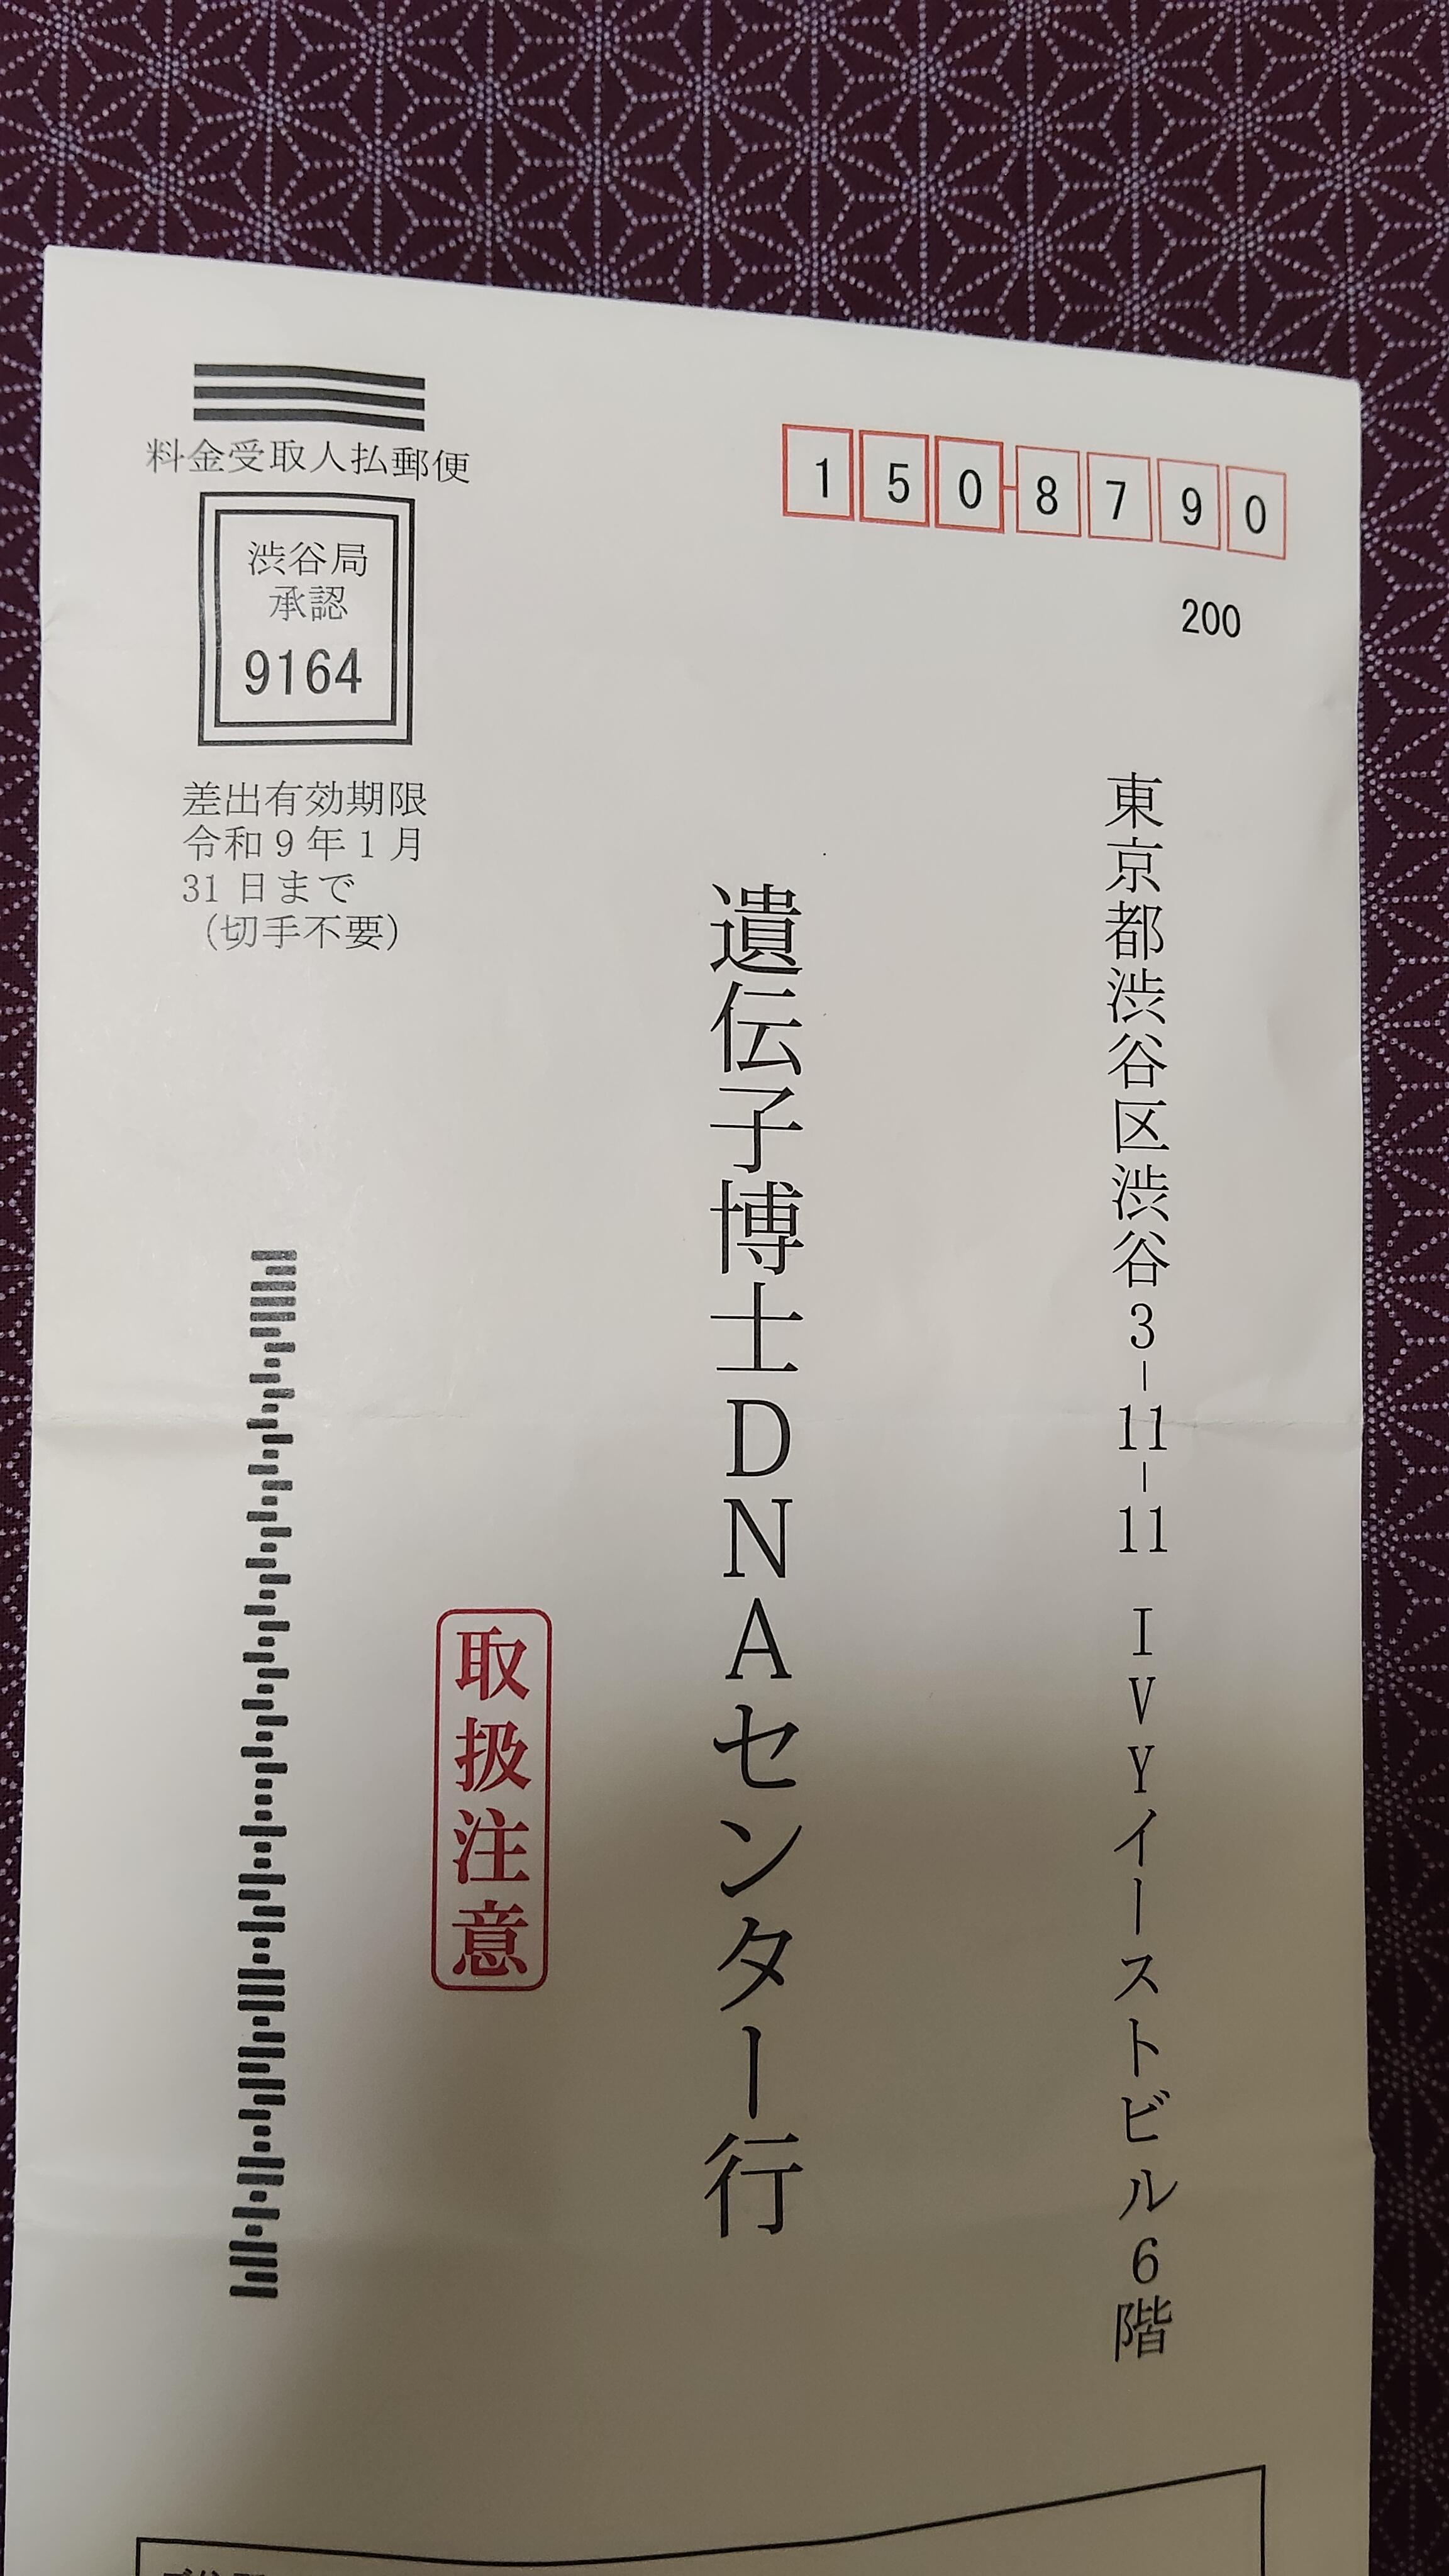 料金受取人払郵便
渋谷局
承認
9164
差出有効期限
令和9年1月
31日まで
(切手不要)
150-8790
200
東京都渋谷区渋谷3-11-11 IVYイーストビル6階
遺伝子博士DNAセンター行
取扱注意